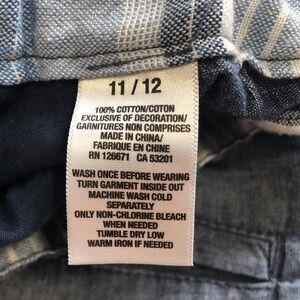 11 / 12
100% COTTON/COTON
EXCLUSIVE OF DECORATION/
GARNITURES NON COMPRISES
MADE IN CHINA/
FABRIQUE EN CHINE
RN 126671 CA 53201
WASH ONCE BEFORE WEARING
TURN GARMENT INSIDE OUT
MACHINE WASH COLD
SEPARATELY
ONLY NON-CHLORINE BLEACH
WHEN NEEDED
TUMBLE DRY LOW
WARM IRON IF NEEDED